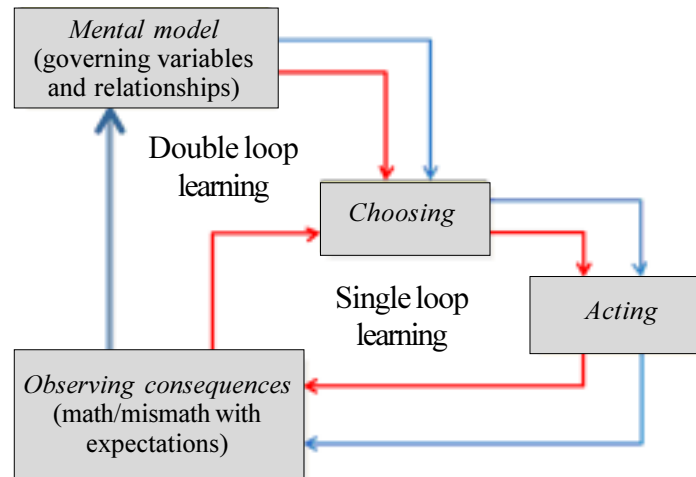 Mental model
(governing variables
and relationships)
Double loop
learning
Choosing
Single loop
learning
Acting
Observing consequences
(math/mismath with
expectations)